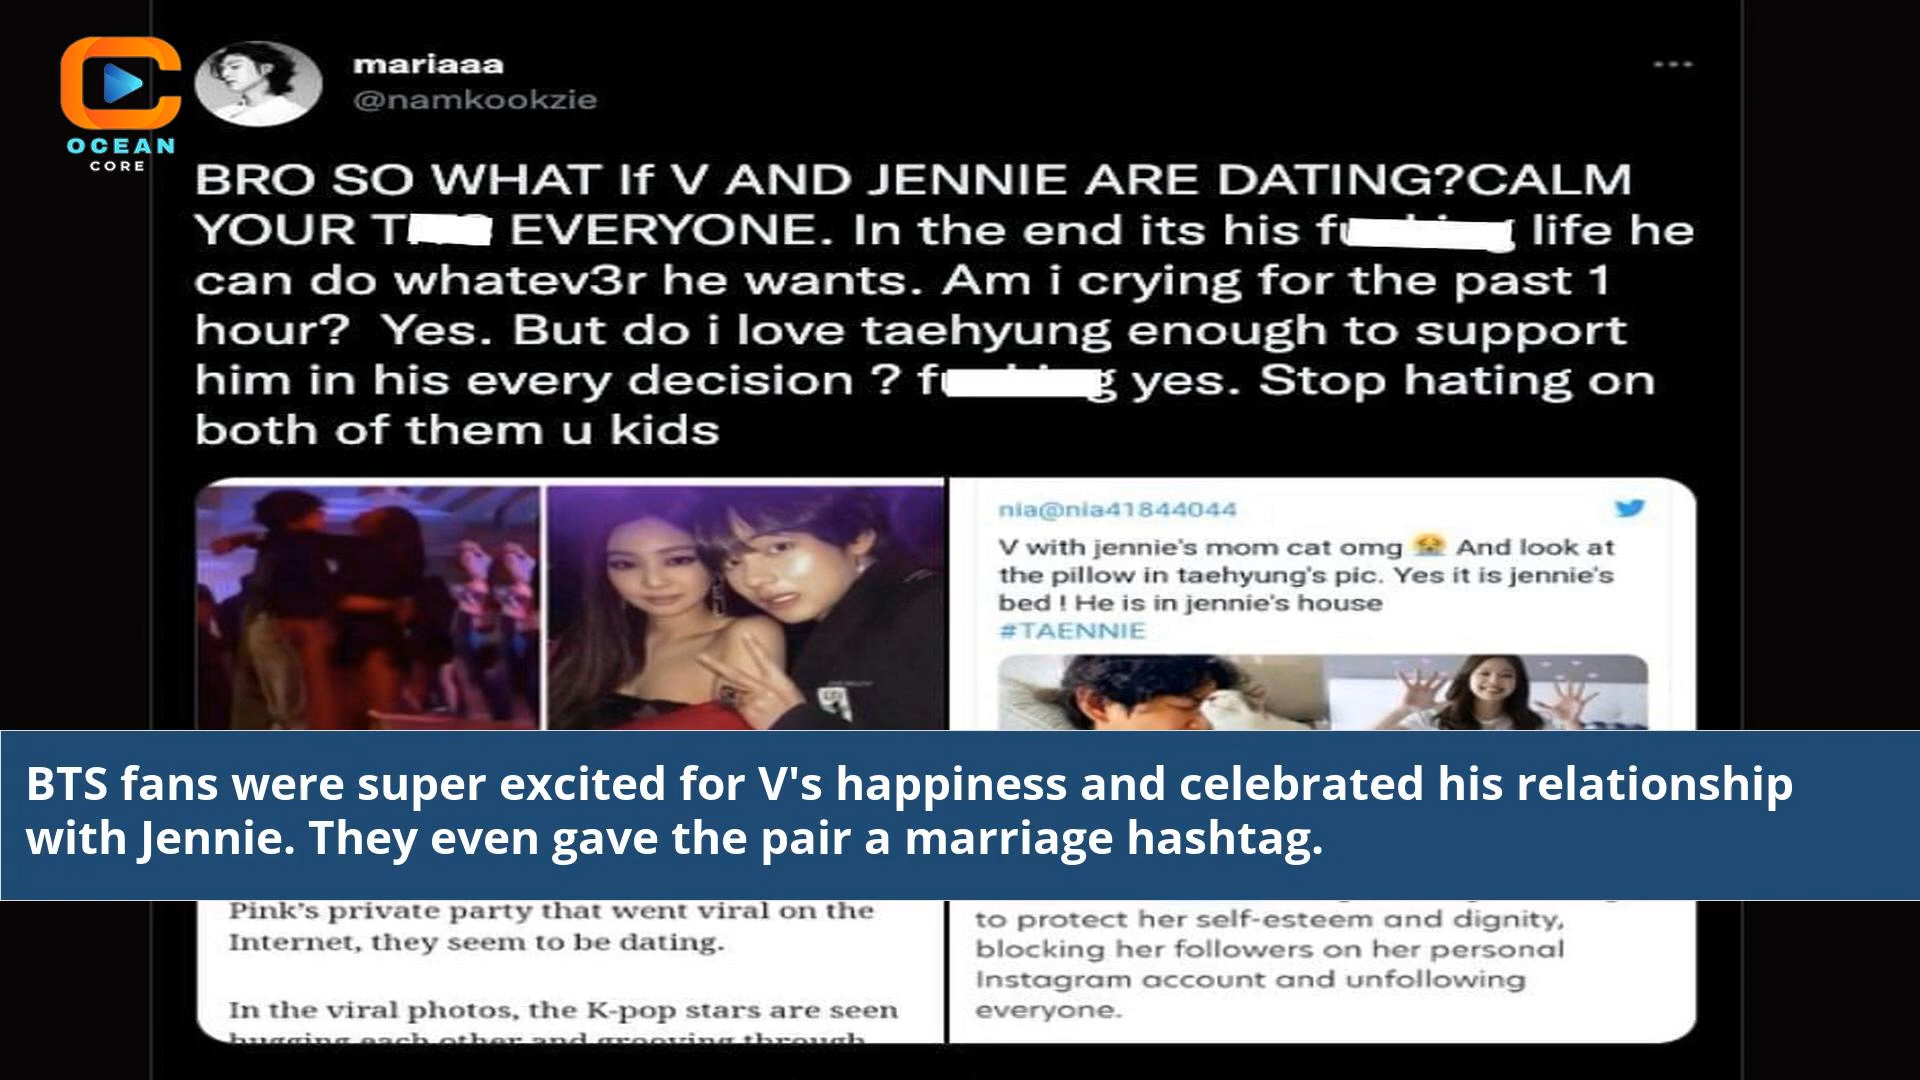 OCEAN
CORE
mariaaa
@namkookzie
BRO SO WHAT If V AND JENNIE ARE DATING?CALM
YOUR T EVERYONE. In the end its his life he
can do whatev3r he wants. Am i crying for the past 1
hour? Yes. But do i love taehyung enough to support
him in his every decision ? yes. Stop hating on
both of them u kids
nia@nia41844044
V with jennie's mom cat omg 😭 And look at
the pillow in taehyung's pic. Yes it is jennie's
bed ! He is in jennie's house
#TAENNIE
BTS fans were super excited for V's happiness and celebrated his relationship
with Jennie. They even gave the pair a marriage hashtag.
Pink's private party that went viral on the
Internet, they seem to be dating.
In the viral photos, the K-pop stars are seen
hugging each other and grooving through
to protect her self-esteem and dignity,
blocking her followers on her personal
Instagram account and unfollowing
everyone.